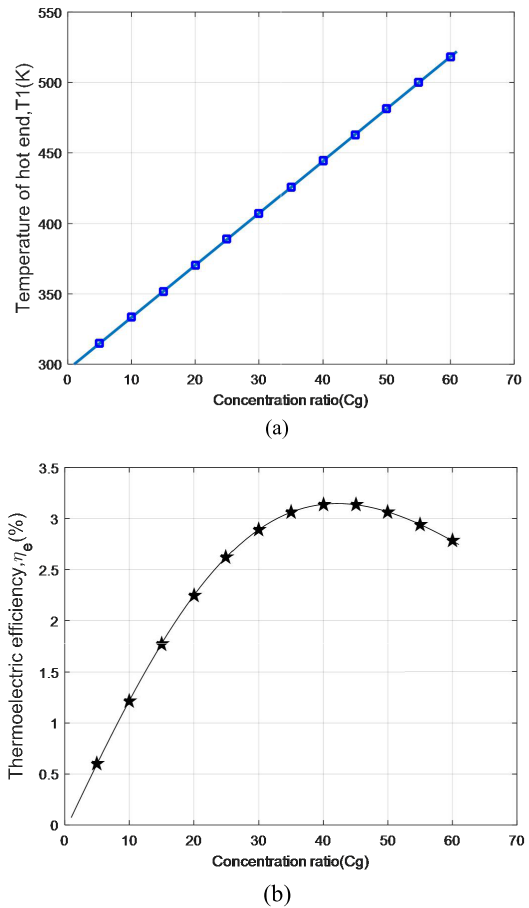 550
500
450
400
350
300
Temperature of hot end,T1(K)
0 10 20 30 40 50 60 70
Concentration ratio(Cg)
(a)
3.5
3
2.5
2
1.5
1
0.5
0
Thermoelectric efficiency,ηe(%)
0 10 20 30 40 50 60 70
Concentration ratio(Cg)
(b)